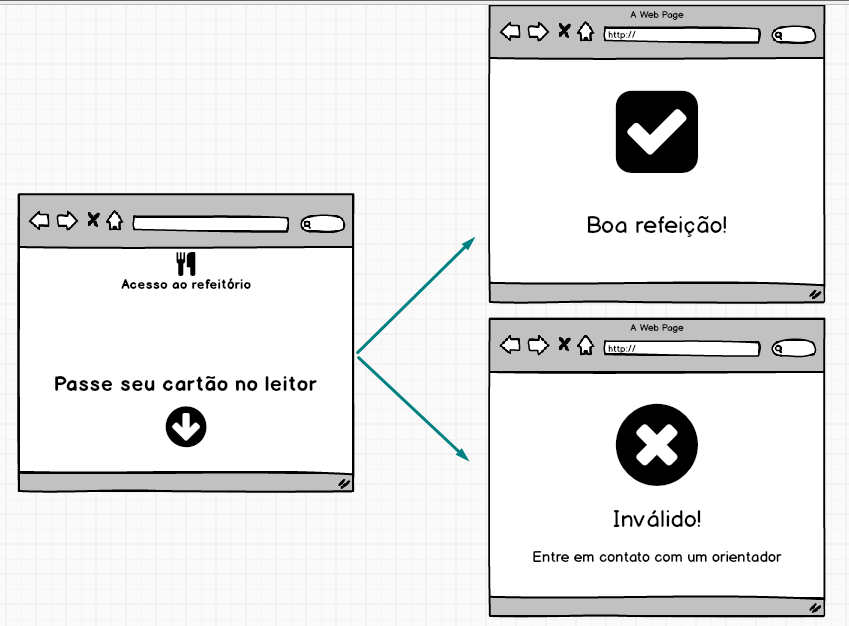 Acesso ao refeitório
Passe seu cartão no leitor
A Web Page
http://
Boa refeição!
A Web Page
http://
Inválido!
Entre em contato com um orientador